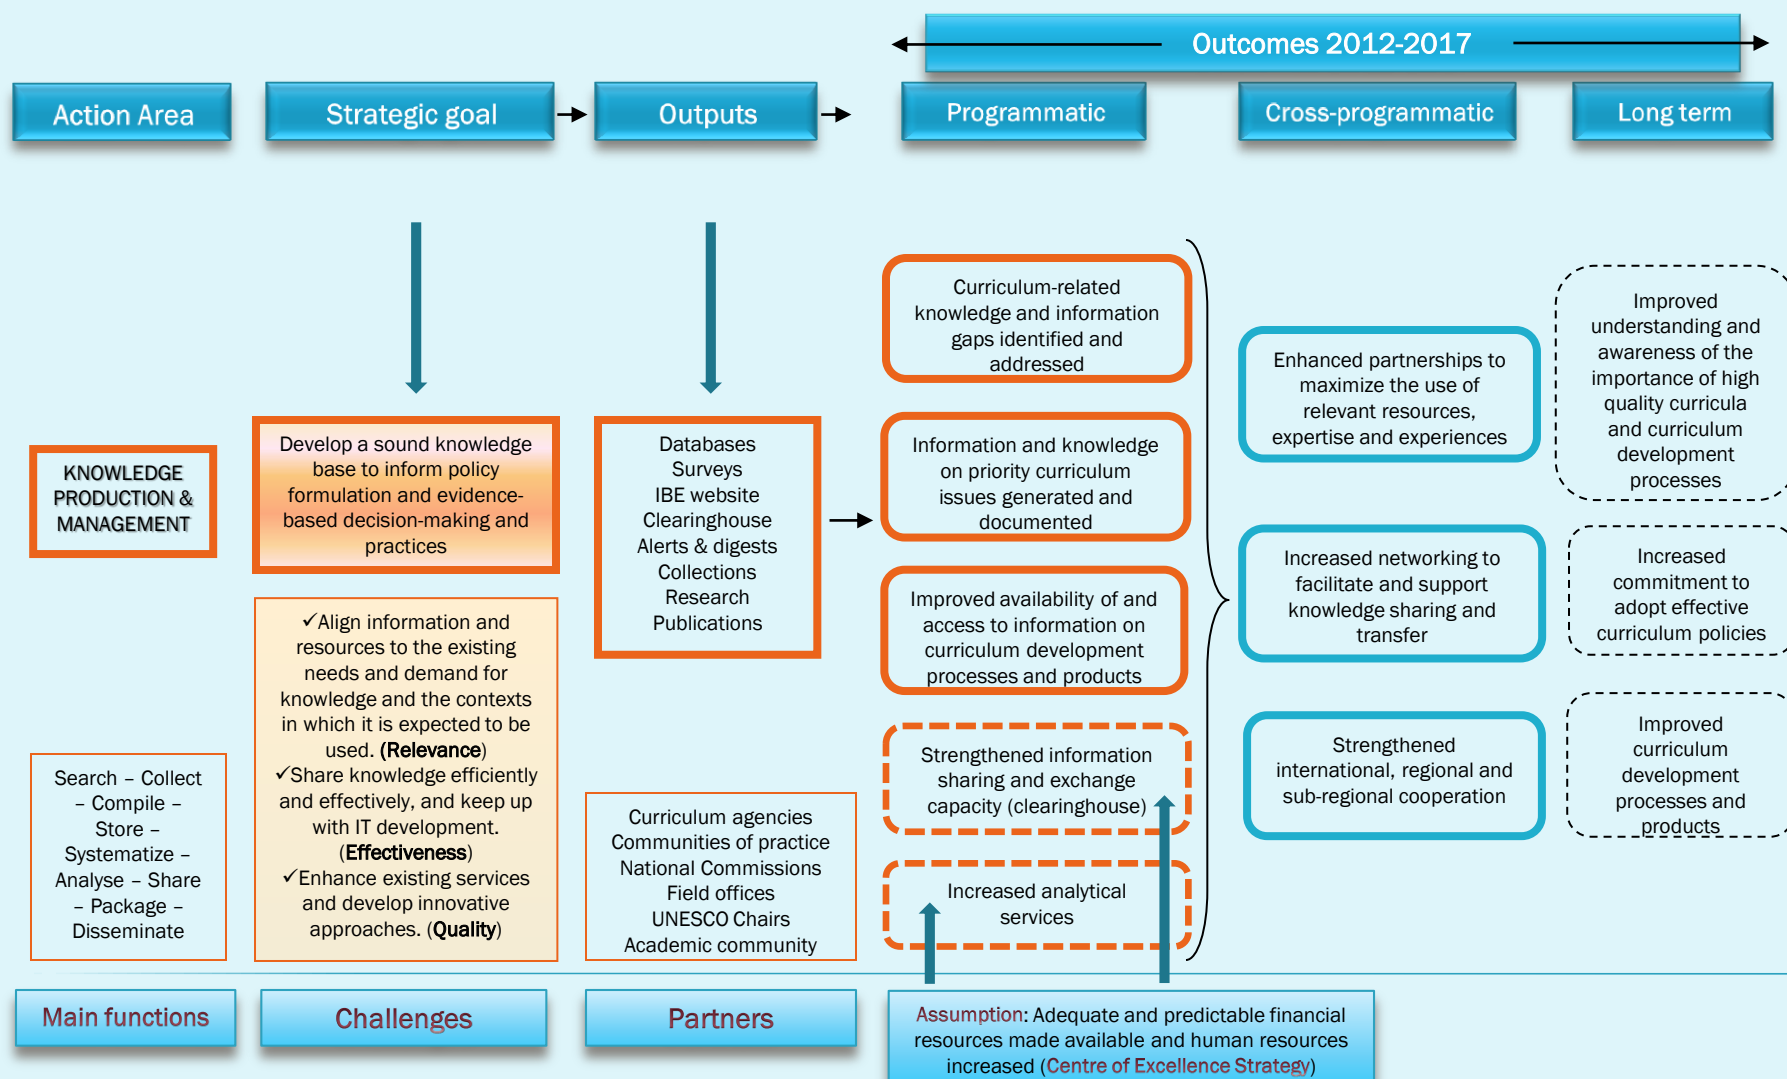 Outcomes 2012-2017
Action Area
Strategic goal
Outputs
Programmatic
Cross-programmatic
Long term
KNOWLEDGE
PRODUCTION &
MANAGEMENT
Develop a sound knowledge
base to inform policy
formulation and evidence-
based decision-making and
practices
Databases
Surveys
IBE website
Clearinghouse
Alerts & digests
Collections
Research
Publications
Curriculum-related
knowledge and information
gaps identified and
addressed
Information and knowledge
on priority curriculum
issues generated and
documented
Improved availability of and
access to information on
curriculum development
processes and products
Strengthened information
sharing and exchange
capacity (clearinghouse)
Increased analytical
services
Enhanced partnerships to
maximize the use of
relevant resources,
expertise and experiences
Increased networking to
facilitate and support
knowledge sharing and
transfer
Strengthened
international, regional and
sub-regional cooperation
Improved
understanding and
awareness of the
importance of high
quality curricula
and curriculum
development
processes
Increased
commitment to
adopt effective
curriculum policies
Improved
curriculum
development
processes and
products
Search – Collect
– Compile –
Store –
Systematize –
Analyse – Share
– Package –
Disseminate
✓Align information and
resources to the existing
needs and demand for
knowledge and the contexts
in which it is expected to be
used. (Relevance)
✓Share knowledge efficiently
and effectively, and keep up
with IT development.
(Effectiveness)
✓Enhance existing services
and develop innovative
approaches. (Quality)
Curriculum agencies
Communities of practice
National Commissions
Field offices
UNESCO Chairs
Academic community
Main functions
Challenges
Partners
Assumption: Adequate and predictable financial
resources made available and human resources
increased (Centre of Excellence Strategy)